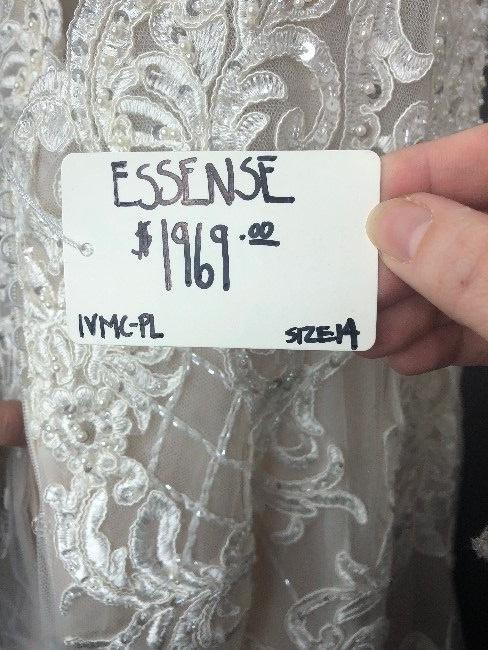 ESSENSE
$1969.00
IVMC-PL
SIZE:14